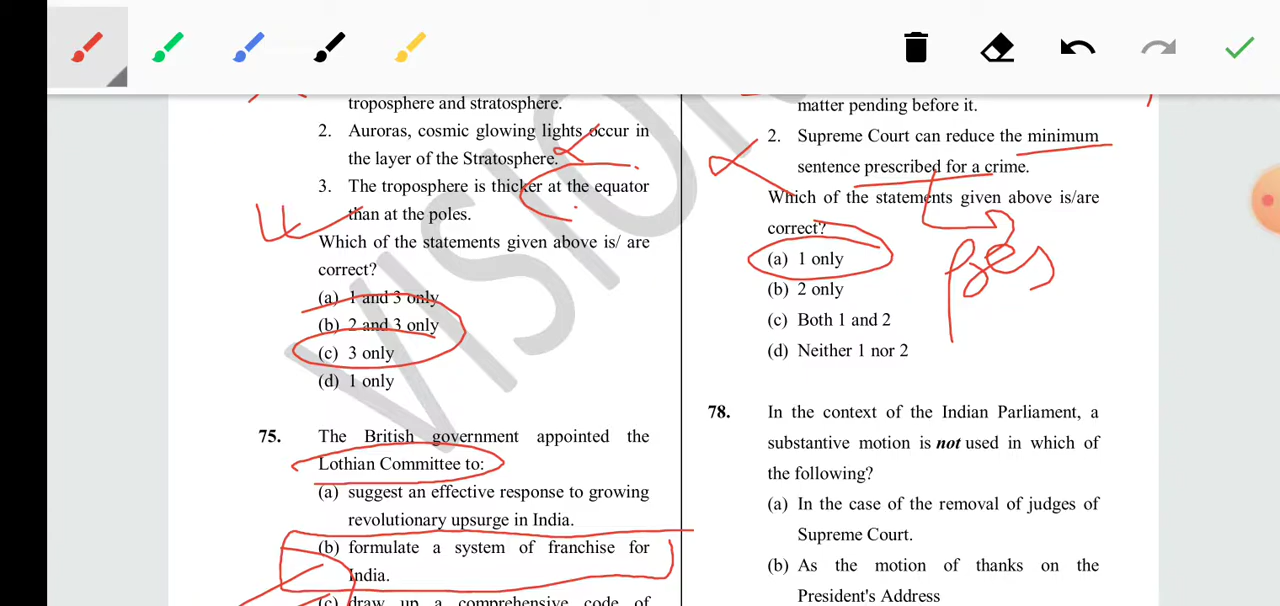 troposphere and stratosphere.
2. Auroras, cosmic glowing lights occur in
the layer of the Stratosphere.
3. The troposphere is thicker at the equator
than at the poles.
Which of the statements given above is/ are
correct?
(a) 1 and 3 only
(b) 2 and 3 only
(c) 3 only
(d) 1 only
75. The British government appointed the
Lothian Committee to:
(a) suggest an effective response to growing
revolutionary upsurge in India.
(b) formulate a system of franchise for
India.
(c) draw up a comprehensive code of
matter pending before it.
2. Supreme Court can reduce the minimum
sentence prescribed for a crime.
Which of the statements given above is/are
correct?
(a) 1 only
(b) 2 only
(c) Both 1 and 2
(d) Neither 1 nor 2
78. In the context of the Indian Parliament, a
substantive motion is not used in which of
the following?
(a) In the case of the removal of judges of
Supreme Court.
(b) As the motion of thanks on the
President's Address
VISIO